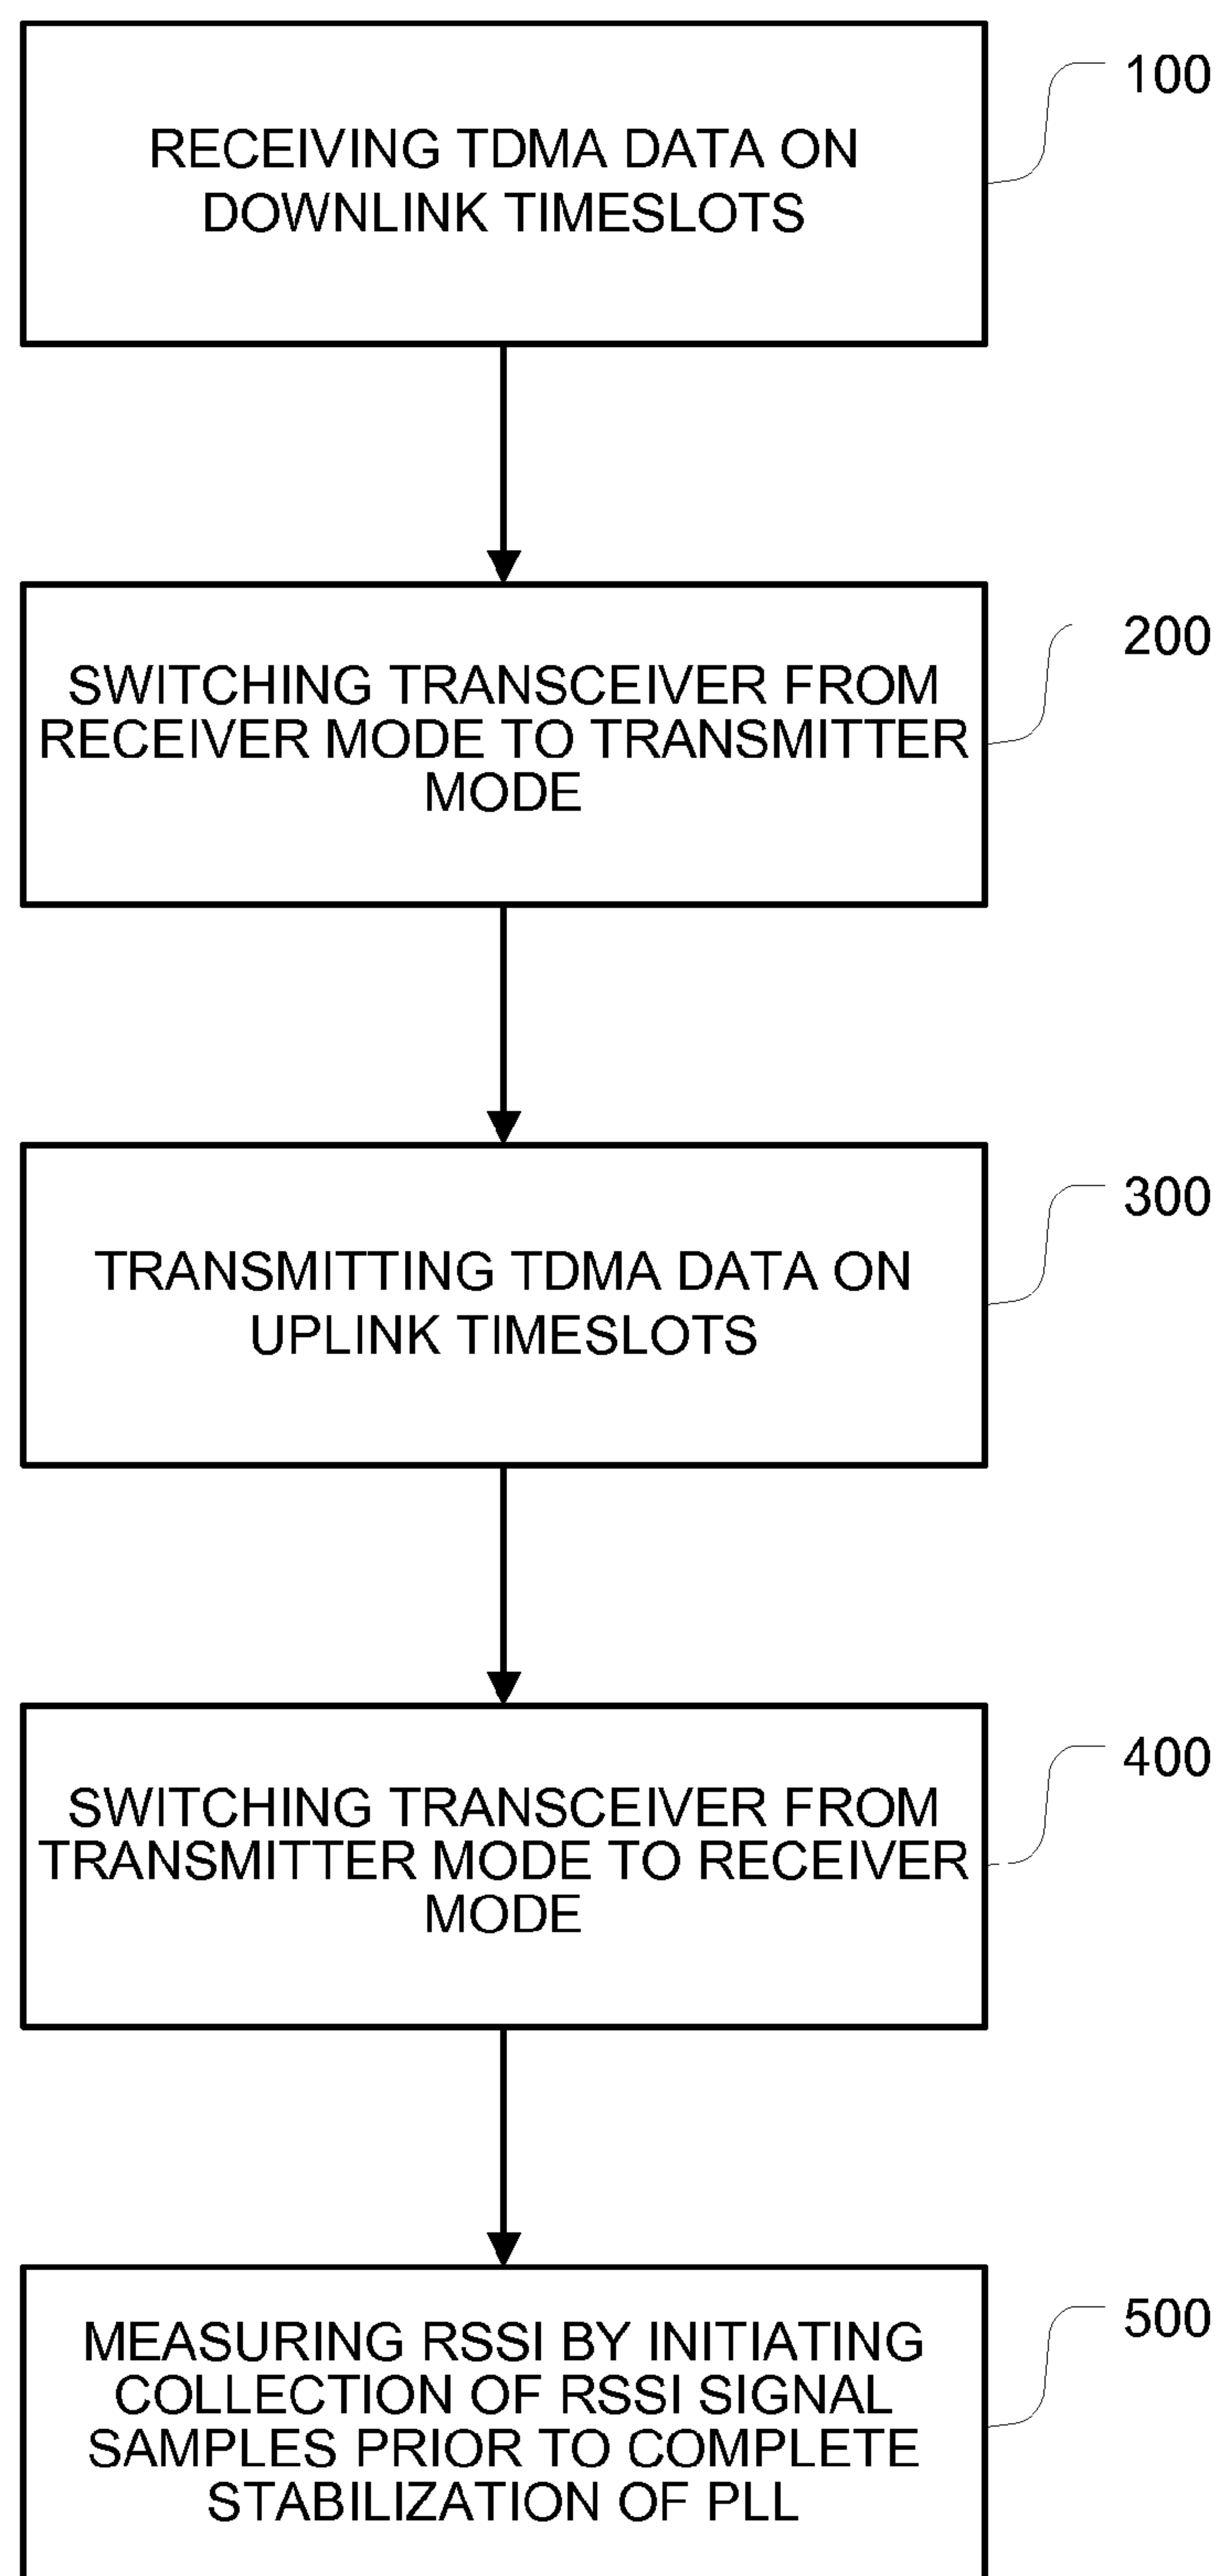 100
RECEIVING TDMA DATA ON
DOWNLINK TIMESLOTS
200
SWITCHING TRANSCEIVER FROM
RECEIVER MODE TO TRANSMITTER
MODE
300
TRANSMITTING TDMA DATA ON
UPLINK TIMESLOTS
400
SWITCHING TRANSCEIVER FROM
TRANSMITTER MODE TO RECEIVER
MODE
500
MEASURING RSSI BY INITIATING
COLLECTION OF RSSI SIGNAL
SAMPLES PRIOR TO COMPLETE
STABILIZATION OF PLL